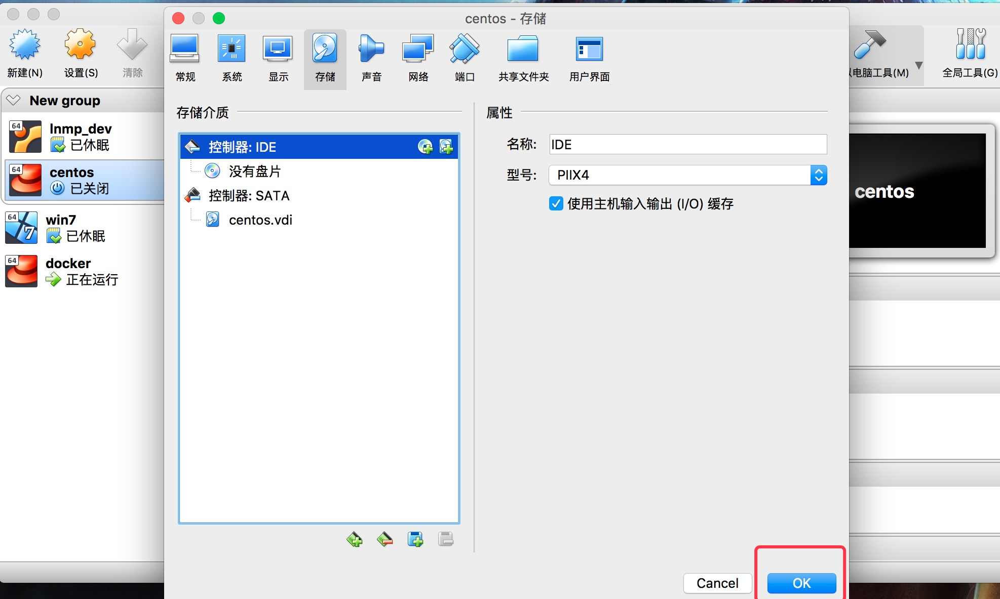 centos - 存储
新建(N)
设置(S)
清除
常规
系统
显示
存储
声音
网络
端口
共享文件夹
用户界面
电脑工具(M)
全局工具(G)
New group
64
lnmp_dev
已休眠
64
centos
已关闭
64
win7
7
已休眠
64
docker
正在运行
存储介质
控制器: IDE
没有盘片
控制器: SATA
centos.vdi
属性
名称: IDE
型号: PIIX4
使用主机输入输出 (I/O) 缓存
centos
Cancel
OK